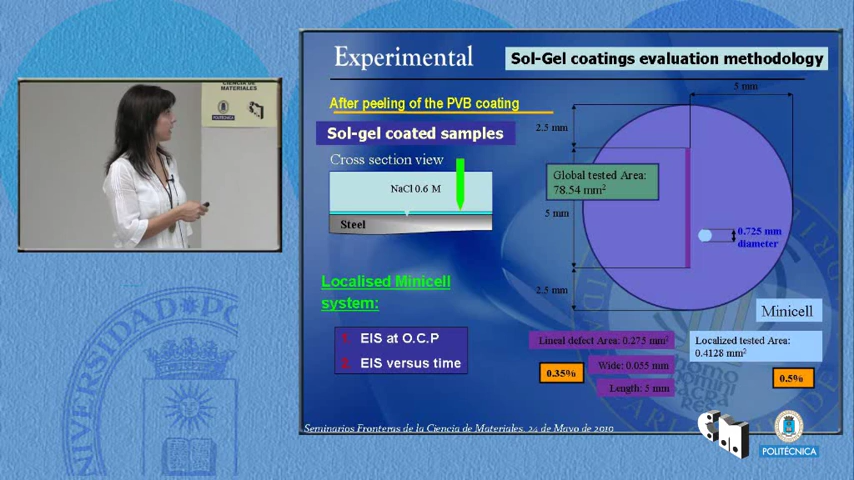 CIENCIA DE
MATERIALES
POLITÉCNICA
Experimental
Sol-Gel coatings evaluation methodology
After peeling of the PVB coating
Sol-gel coated samples
Cross section view
NaCl 0.6 M
Steel
Localised Minicell
system:
1. EIS at O.C.P
2. EIS versus time
5 mm
2.5 mm
Global tested Area:
78.54 mm²
5 mm
0.725 mm
diameter
2.5 mm
Minicell
Lineal defect Area: 0.275 mm²
Wide: 0.055 mm
Length: 5 mm
0.35%
Localized tested Area:
0.4128 mm²
0.5%
Seminarios Fronteras de la Ciencia de Materiales, 24 de Mayo de 2010
POLITÉCNICA